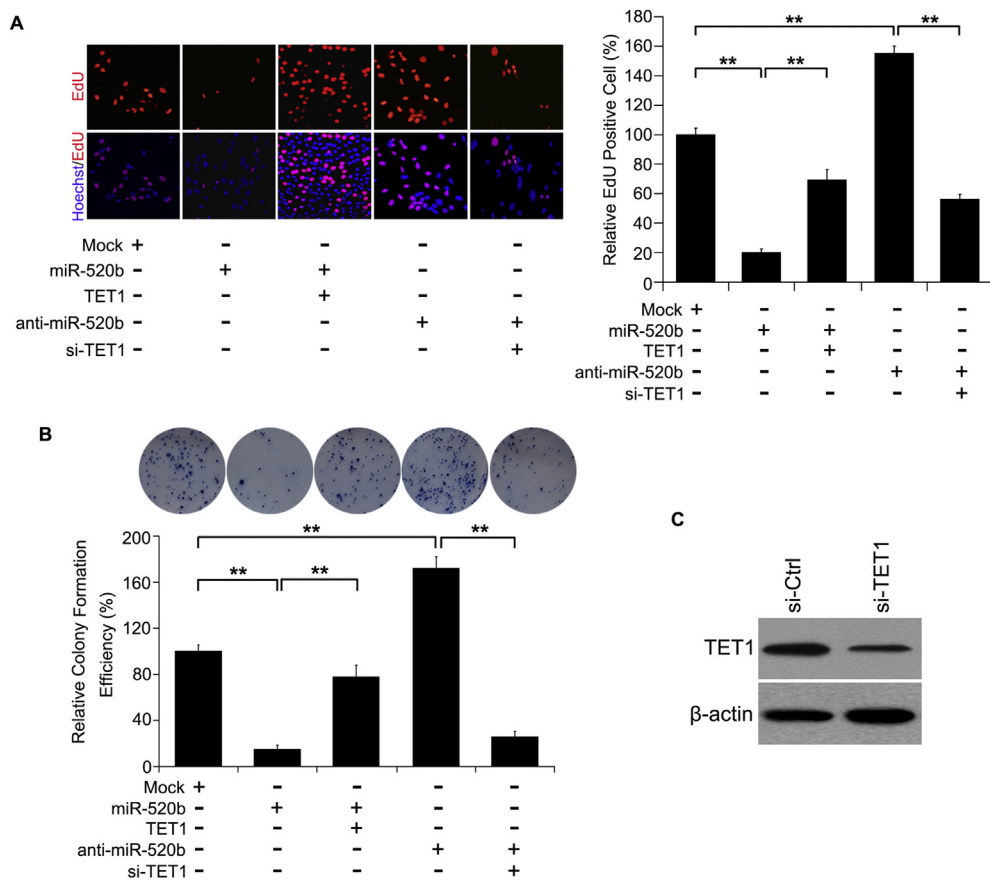 A
EdU
Hoechst/EdU
Mock + - - - -
miR-520b - + + - -
TET1 - - + - -
anti-miR-520b - - - + +
si-TET1 - - - - +
Relative EdU Positive Cell (%)
180
160
140
120
100
80
60
40
20
0
**
**
**
**
Mock + - - - -
miR-520b - + + - -
TET1 - - + - -
anti-miR-520b - - - + +
si-TET1 - - - - +
B
Relative Colony Formation
Efficiency (%)
200
160
120
80
40
0
**
**
**
**
Mock + - - - -
miR-520b - + + - -
TET1 - - + - -
anti-miR-520b - - - + +
si-TET1 - - - - +
C
si-Ctrl
si-TET1
TET1
β-actin